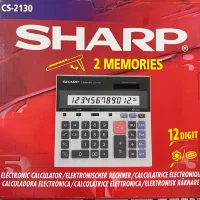 CS-2130
SHARP
2 MEMORIES
SHARP
123456789012.
12 DIGIT
ELECTRONIC CALCULATOR/ELEKTRONISCHER RECHNER/CALCULATRICE ÉLECTRONIQUE
CALCULADORA ELECTRÓNICA/CALCOLATRICE ELETTRONICA/ELEKTRONISK RÄKNARE